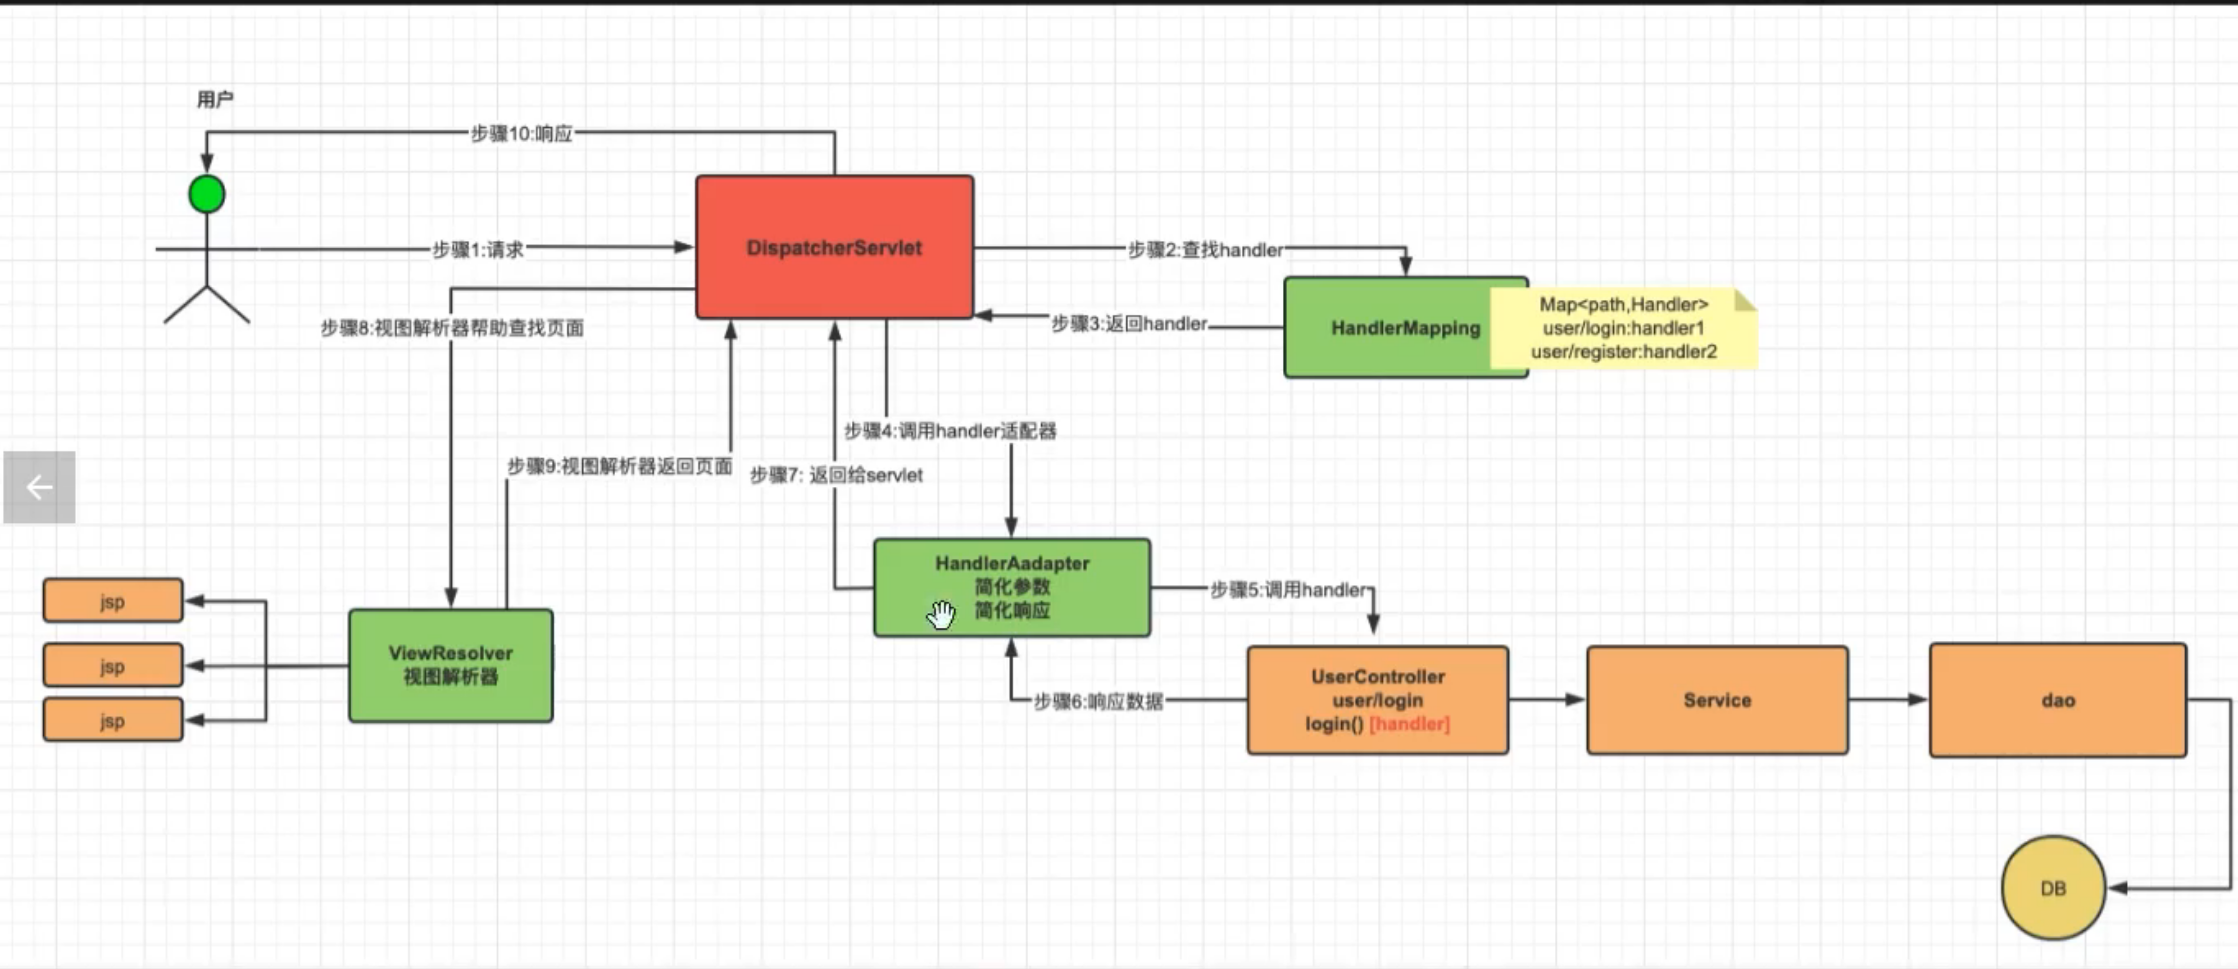 用户
步骤10:响应
步骤1:请求
DispatcherServlet
步骤2:查找handler
步骤3:返回handler
HandlerMapping
Map<path,Handler>
user/login:handler1
user/register:handler2
步骤8:视图解析器帮助查找页面
步骤4:调用handler适配器
步骤9:视图解析器返回页面
步骤7: 返回给servlet
HandlerAadapter
简化参数
简化响应
步骤5:调用handler
jsp
jsp
jsp
ViewResolver
视图解析器
步骤6:响应数据
UserController
user/login
login() [handler]
Service
dao
DB